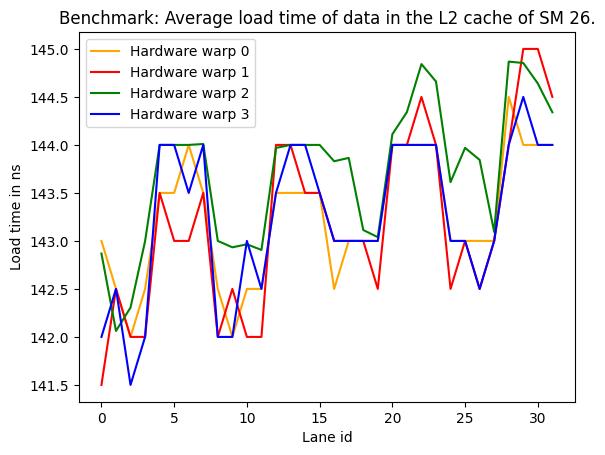 Benchmark: Average load time of data in the L2 cache of SM 26.
Hardware warp 0
Hardware warp 1
Hardware warp 2
Hardware warp 3
Load time in ns
145.0
144.5
144.0
143.5
143.0
142.5
142.0
141.5
0 5 10 15 20 25 30
Lane id